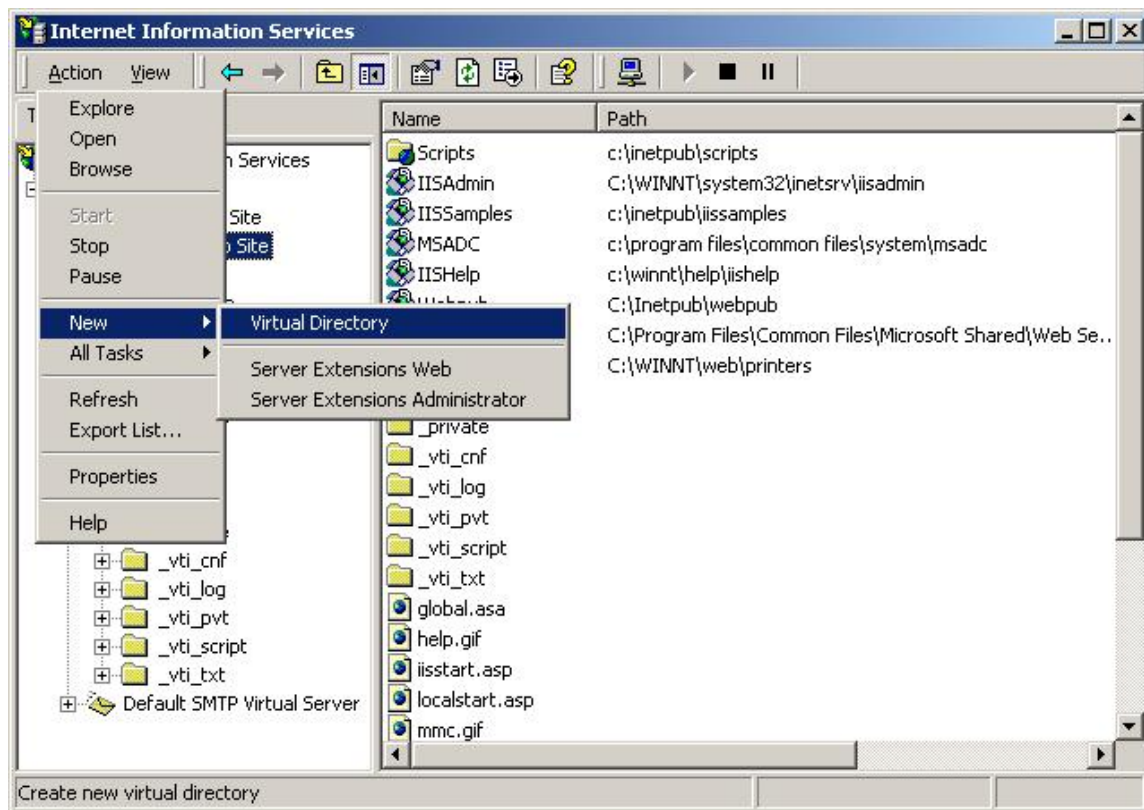 Internet Information Services
Action View
T
Name Path
Explore
Open
Browse
Start
Stop
Pause
New
All Tasks
Refresh
Export List...
Properties
Help
Virtual Directory
Server Extensions Web
Server Extensions Administrator
Services
Site
Site
_vti_cnf
_vti_log
_vti_pvt
_vti_script
_vti_txt
Default SMTP Virtual Server
Scripts c:\inetpub\scripts
IISAdmin C:\WINNT\system32\inetsrv\iisadmin
IISSamples c:\inetpub\iissamples
MSADC c:\program files\common files\system\msadc
IISHelp c:\winnt\help\iishelp
Webpub C:\Inetpub\webpub
C:\Program Files\Common Files\Microsoft Shared\Web Se..
C:\WINNT\web\printers
_private
_vti_cnf
_vti_log
_vti_pvt
_vti_script
_vti_txt
global.asa
help.gif
iisstart.asp
localstart.asp
mmc.gif
Create new virtual directory